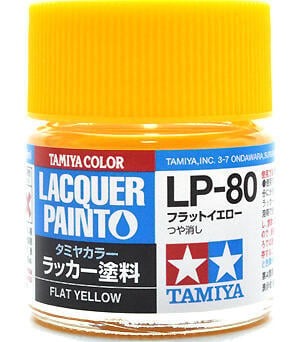 TAMIYA COLOR
LACQUER
PAINT
タミヤカラー
ラッカー塗料
FLAT YELLOW
TAMIYA, INC. 3-7 ONDAWARA, SURU
LP-80
フラットイエロー
つや消し
TAMIYA